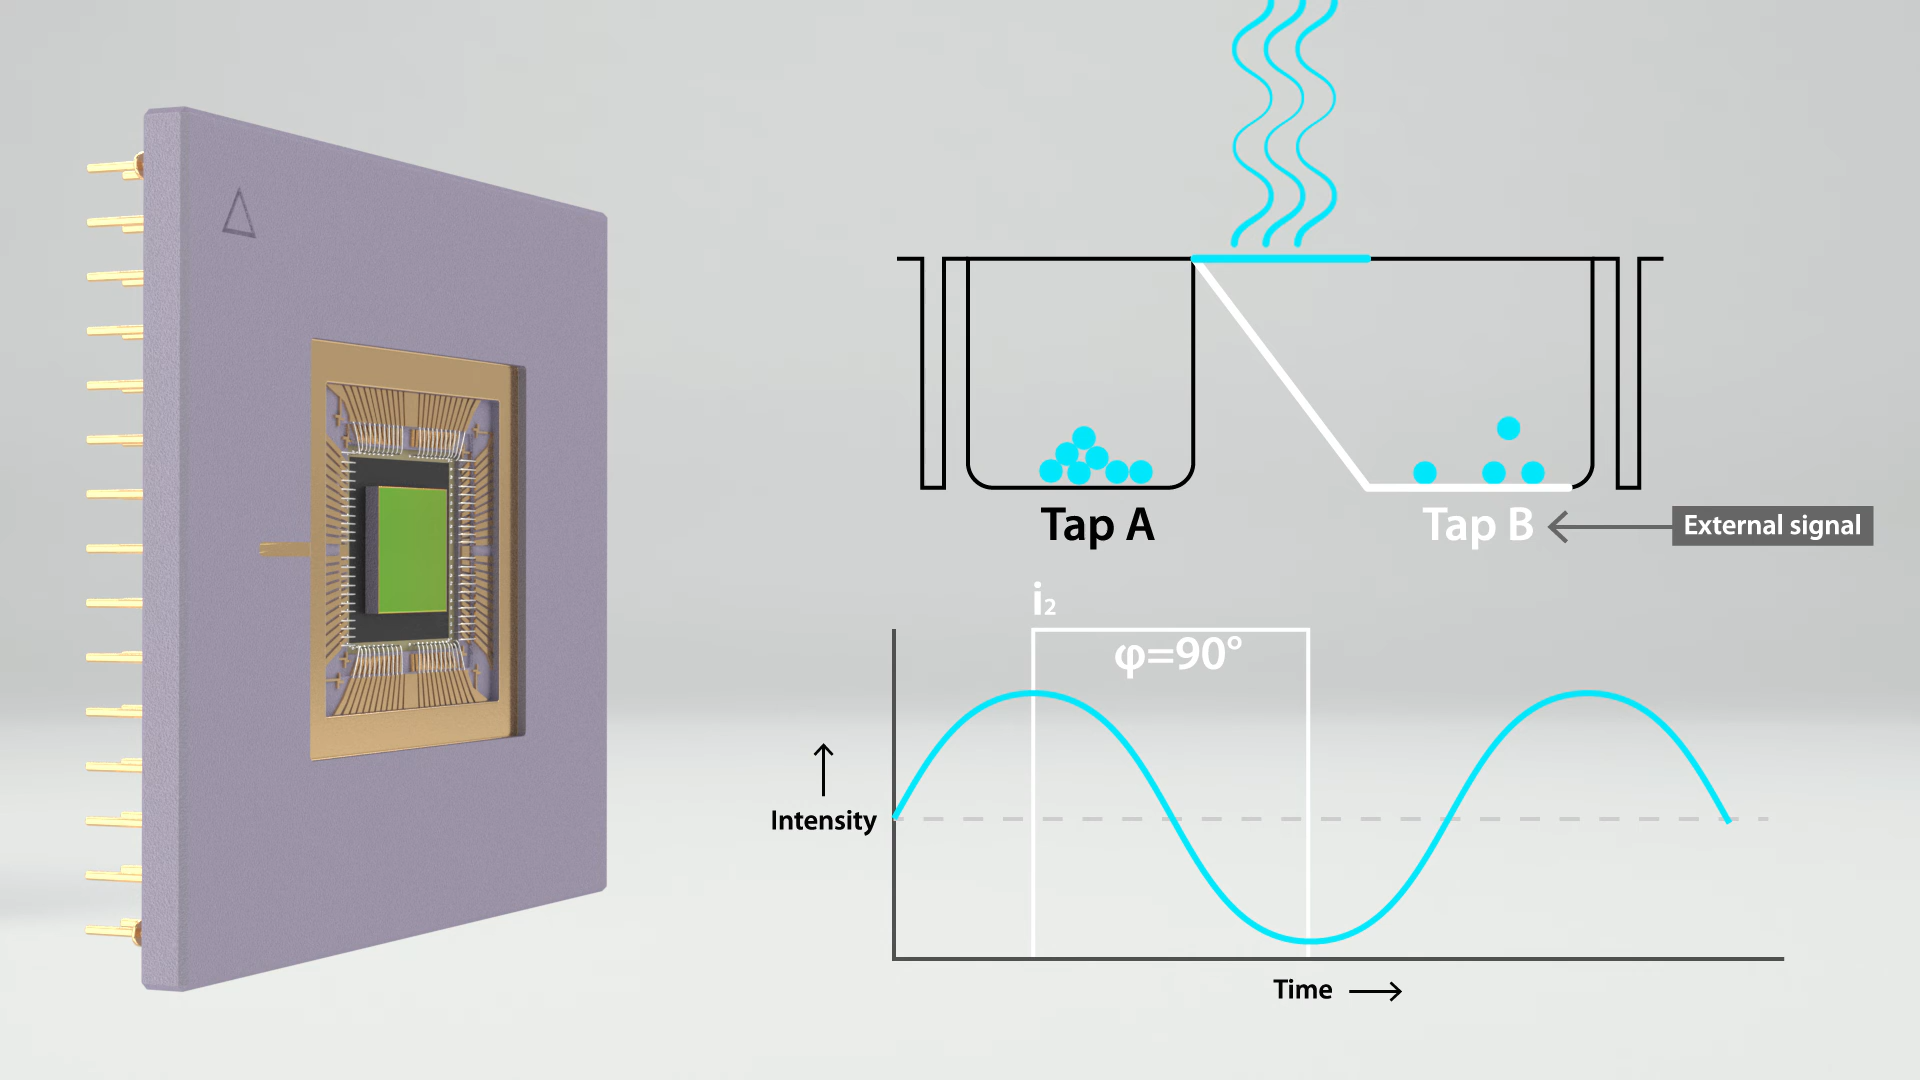 Tap A
Tap B
External signal
i₂
φ=90°
Intensity
Time